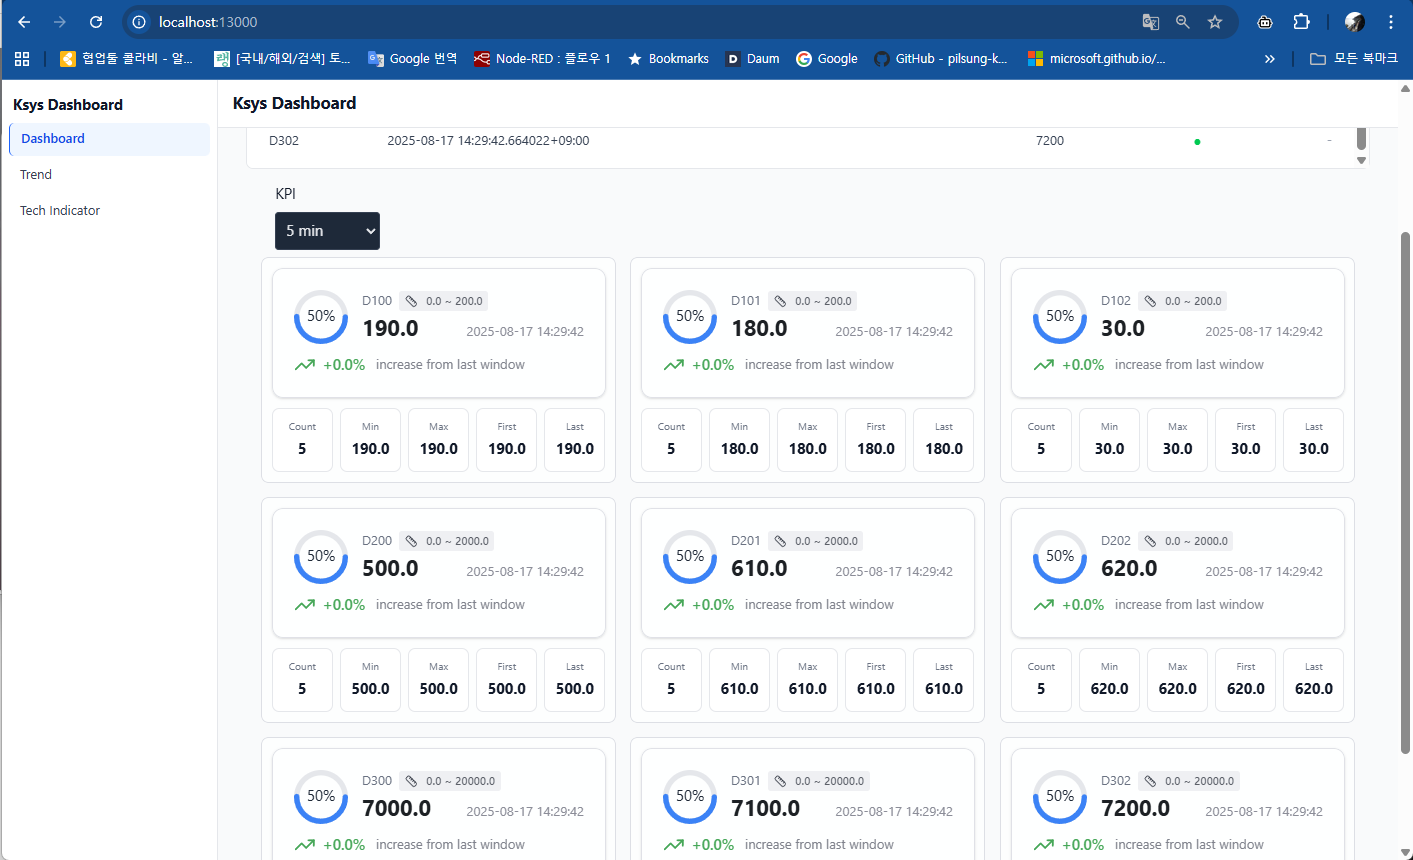 localhost:13000
협업툴 콜라비 - 알...
[국내/해외/검색] 토...
Google 번역
Node-RED : 플로우 1
Bookmarks
D Daum
Google
GitHub - pilsung-k...
microsoft.github.io/...
모든 북마크
Ksys Dashboard
Dashboard
Trend
Tech Indicator
Ksys Dashboard
D302 2025-08-17 14:29:42.664022+09:00 7200 -
KPI
5 min
50% D100 0.0 ~ 200.0
190.0 2025-08-17 14:29:42
+0.0% increase from last window
Count Min Max First Last
5 190.0 190.0 190.0 190.0
50% D101 0.0 ~ 200.0
180.0 2025-08-17 14:29:42
+0.0% increase from last window
Count Min Max First Last
5 180.0 180.0 180.0 180.0
50% D102 0.0 ~ 200.0
30.0 2025-08-17 14:29:42
+0.0% increase from last window
Count Min Max First Last
5 30.0 30.0 30.0 30.0
50% D200 0.0 ~ 2000.0
500.0 2025-08-17 14:29:42
+0.0% increase from last window
Count Min Max First Last
5 500.0 500.0 500.0 500.0
50% D201 0.0 ~ 2000.0
610.0 2025-08-17 14:29:42
+0.0% increase from last window
Count Min Max First Last
5 610.0 610.0 610.0 610.0
50% D202 0.0 ~ 2000.0
620.0 2025-08-17 14:29:42
+0.0% increase from last window
Count Min Max First Last
5 620.0 620.0 620.0 620.0
50% D300 0.0 ~ 20000.0
7000.0 2025-08-17 14:29:42
+0.0% increase from last window
50% D301 0.0 ~ 20000.0
7100.0 2025-08-17 14:29:42
+0.0% increase from last window
50% D302 0.0 ~ 20000.0
7200.0 2025-08-17 14:29:42
+0.0% increase from last window